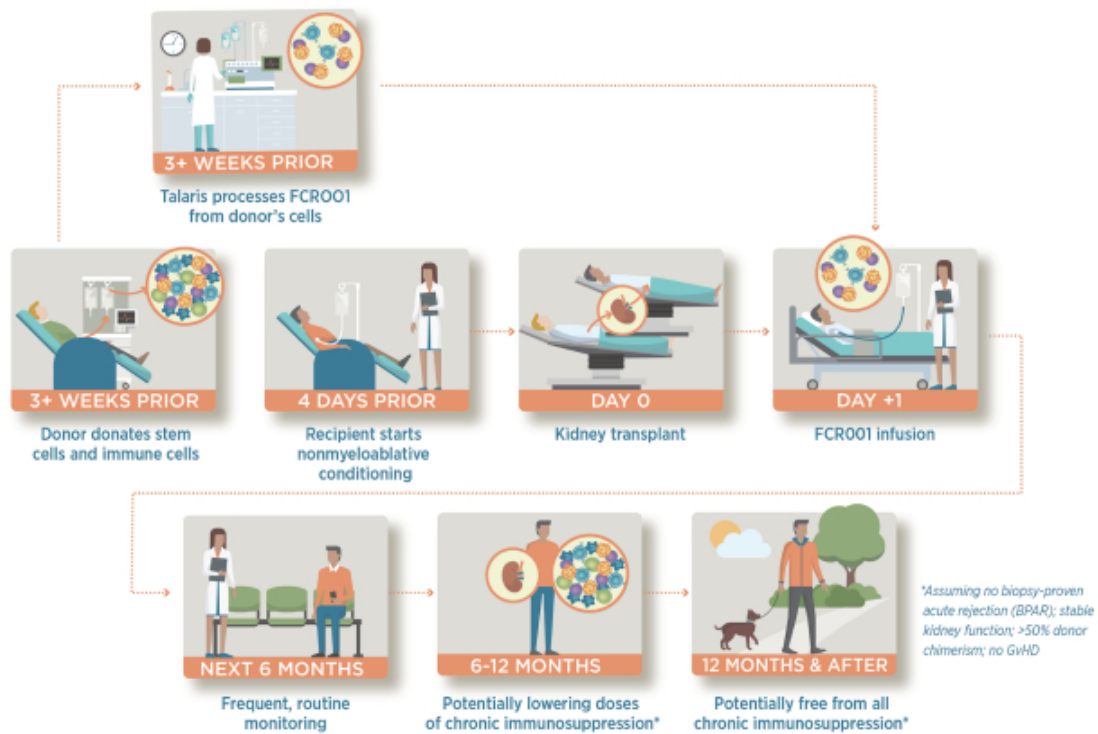 3+ WEEKS PRIOR
Talaris processes FCR001
from donor's cells
3+ WEEKS PRIOR
Donor donates stem
cells and immune cells
4 DAYS PRIOR
Recipient starts
nonmyeloablative
conditioning
DAY 0
Kidney transplant
DAY +1
FCR001 infusion
NEXT 6 MONTHS
Frequent, routine
monitoring
6-12 MONTHS
Potentially lowering doses
of chronic immunosuppression*
12 MONTHS & AFTER
Potentially free from all
chronic immunosuppression*
*Assuming no biopsy-proven
acute rejection (BPAR); stable
kidney function; >50% donor
chimerism; no GvHD